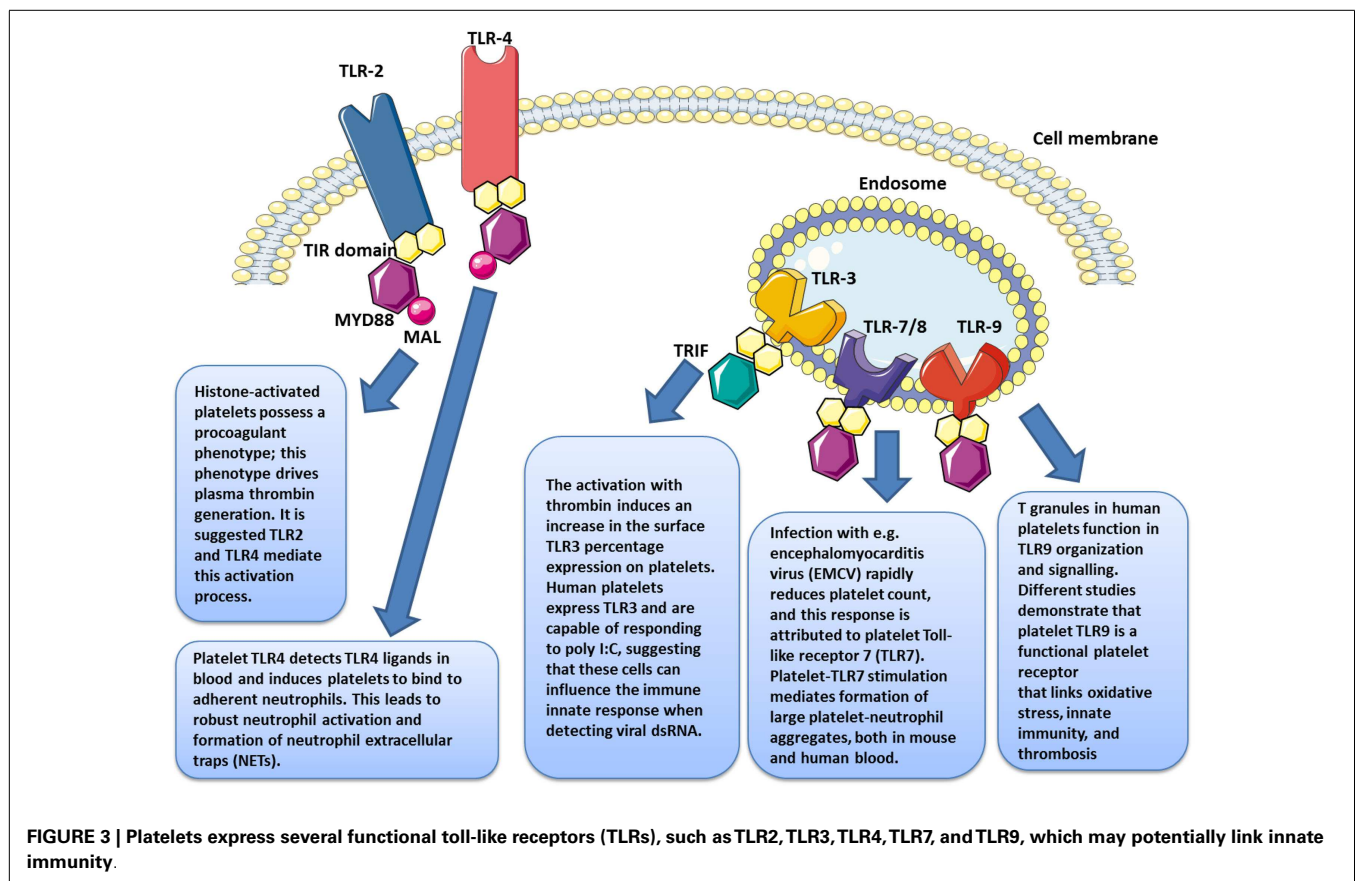 TLR-4
TLR-2
Cell membrane
Endosome
TIR domain
TLR-3
MYD88
MAL
TRIF
TLR-7/8
TLR-9
Histone-activated
platelets possess a
procoagulant
phenotype; this
phenotype drives
plasma thrombin
generation. It is
suggested TLR2
and TLR4 mediate
this activation
process.
Platelet TLR4 detects TLR4 ligands in
blood and induces platelets to bind to
adherent neutrophils. This leads to
robust neutrophil activation and
formation of neutrophil extracellular
traps (NETs).
The activation with
thrombin induces an
increase in the surface
TLR3 percentage
expression on platelets.
Human platelets
express TLR3 and are
capable of responding
to poly I:C, suggesting
that these cells can
influence the immune
innate response when
detecting viral dsRNA.
Infection with e.g.
encephalomyocarditis
virus (EMCV) rapidly
reduces platelet count,
and this response is
attributed to platelet Toll-
like receptor 7 (TLR7).
Platelet-TLR7 stimulation
mediates formation of
large platelet-neutrophil
aggregates, both in mouse
and human blood.
T granules in human
platelets function in
TLR9 organization
and signalling.
Different studies
demonstrate that
platelet TLR9 is a
functional platelet
receptor
that links oxidative
stress, innate
immunity, and
thrombosis
FIGURE 3 | Platelets express several functional toll-like receptors (TLRs), such as TLR2, TLR3, TLR4, TLR7, and TLR9, which may potentially link innate
immunity.